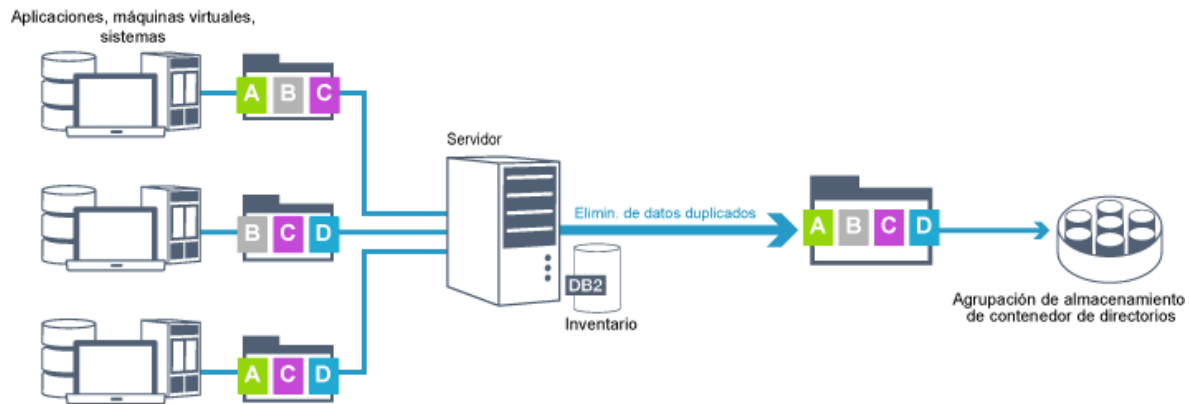 Aplicaciones, máquinas virtuales,
sistemas
A B C
B C D
A C D
Servidor
Elimin. de datos duplicados
DB2
Inventario
A B C D
Agrupación de almacenamiento
de contenedor de directorios